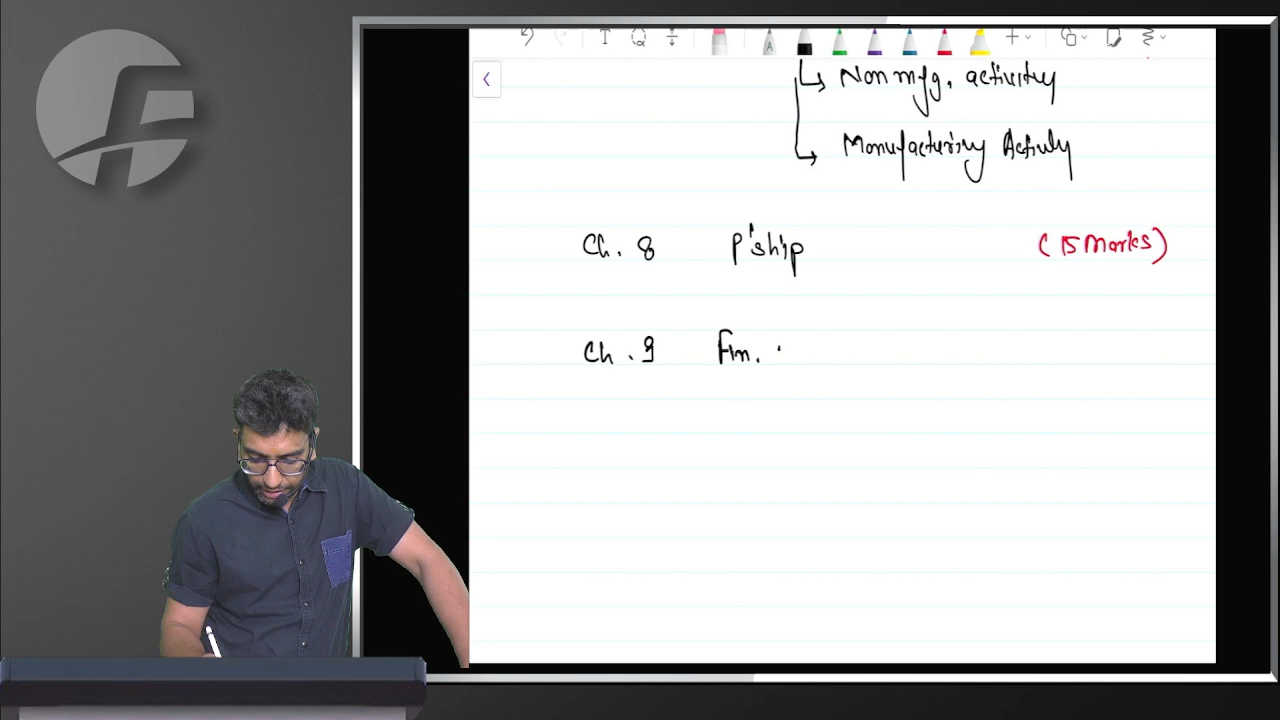 Non mfg. activity
Manufacturing Activity
Ch. 8 P'ship (15 Marks)
Ch. 9 Fin.